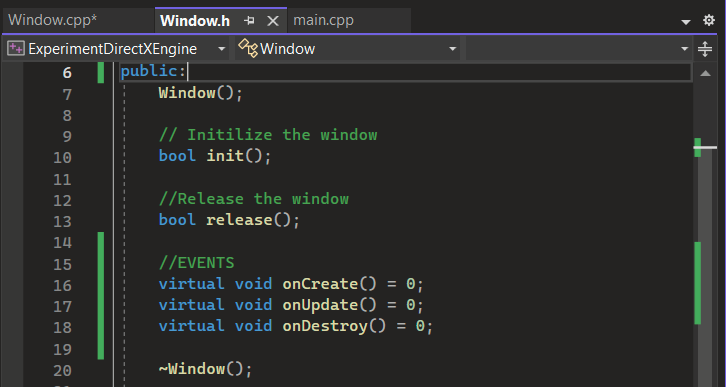 Window.cpp*
Window.h
main.cpp
ExperimentDirectXEngine
Window
6 public:
7 Window();
8
9 // Initilize the window
10 bool init();
11
12 //Release the window
13 bool release();
14
15 //EVENTS
16 virtual void onCreate() = 0;
17 virtual void onUpdate() = 0;
18 virtual void onDestroy() = 0;
19
20 ~Window();